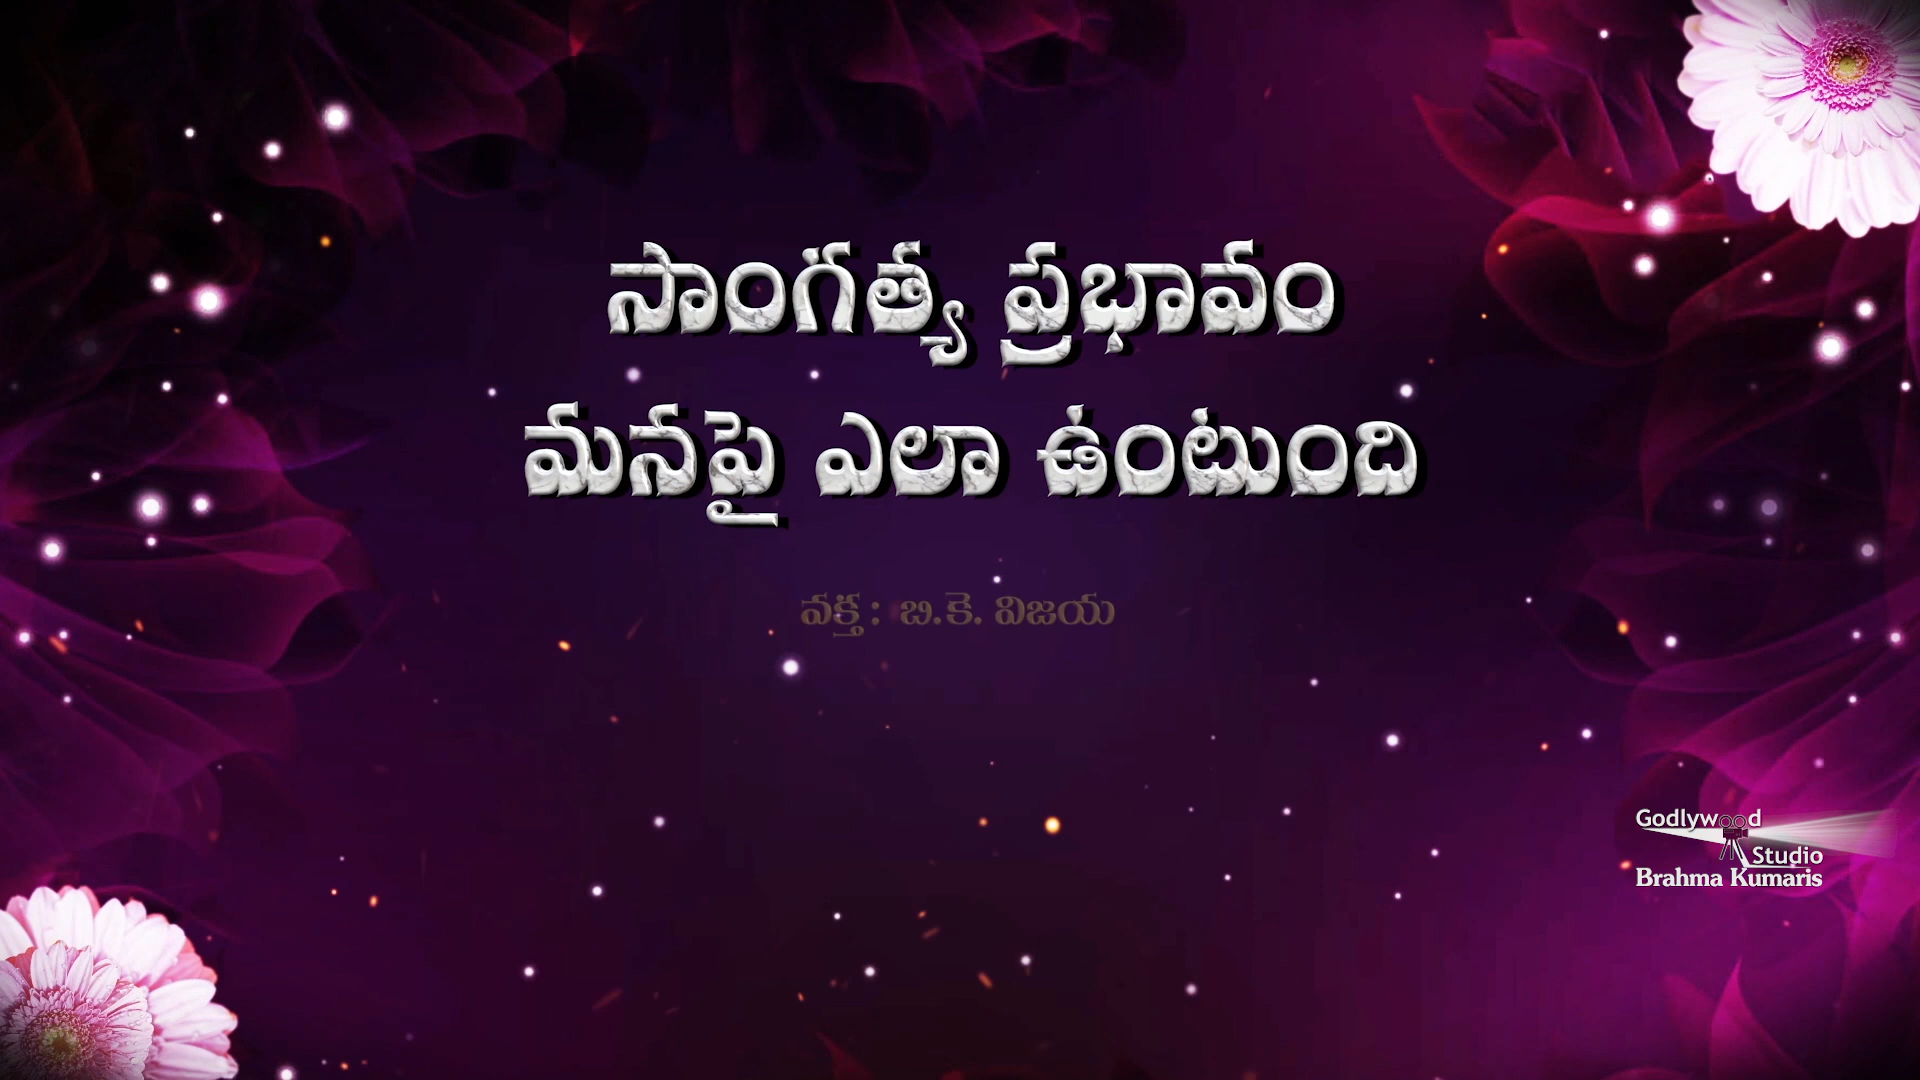 సాంగత్య ప్రభావం
మనపై ఎలా ఉంటుంది
వక్త : బి.కె. విజయ
Godlywood
Studio
Brahma Kumaris